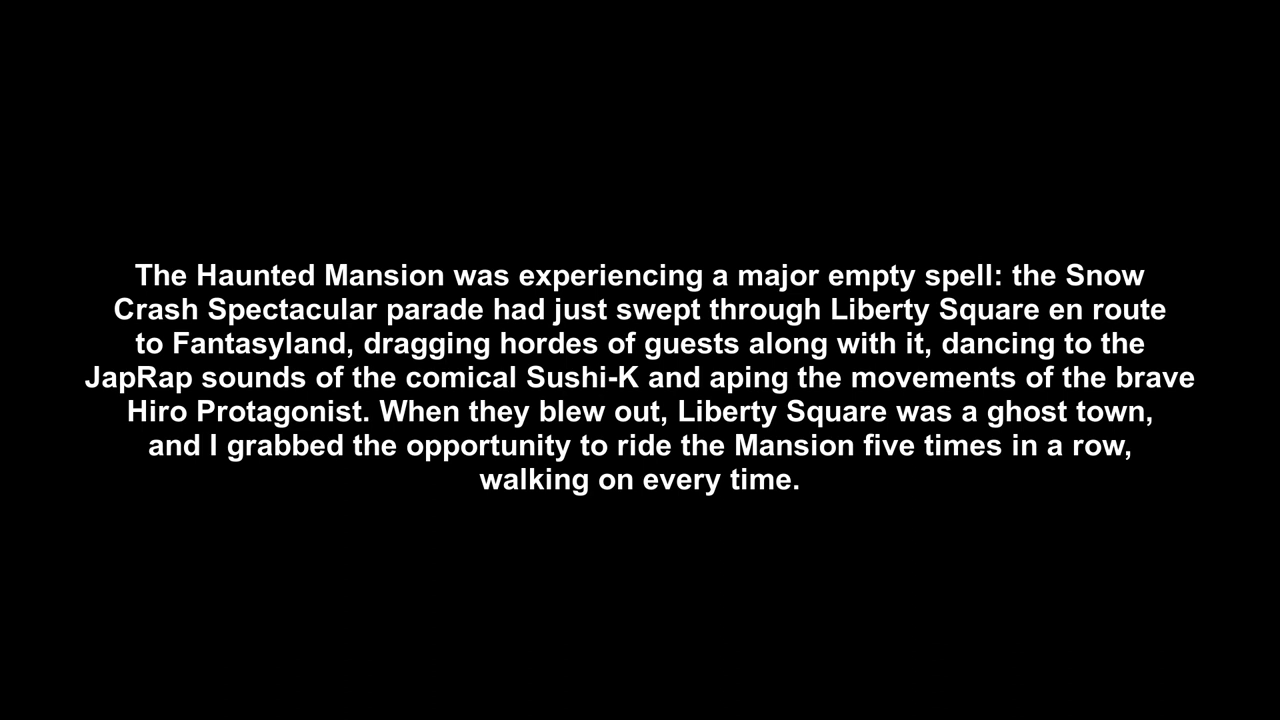 The Haunted Mansion was experiencing a major empty spell: the Snow
Crash Spectacular parade had just swept through Liberty Square en route
to Fantasyland, dragging hordes of guests along with it, dancing to the
JapRap sounds of the comical Sushi-K and aping the movements of the brave
Hiro Protagonist. When they blew out, Liberty Square was a ghost town,
and I grabbed the opportunity to ride the Mansion five times in a row,
walking on every time.